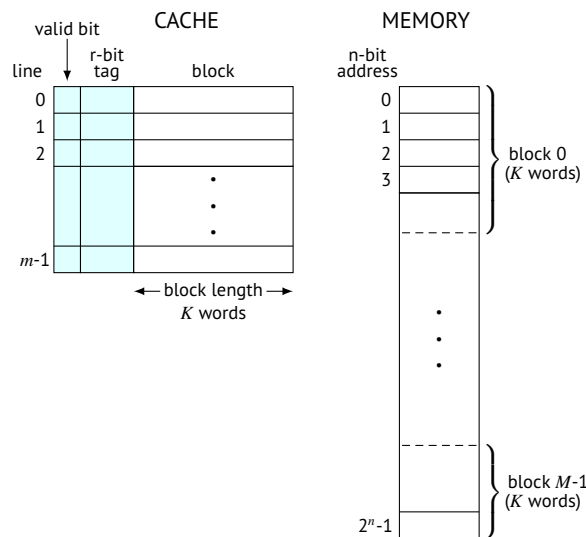 CACHE
valid bit
r-bit
tag
line
block
0
1
2
m-1
block length
K words
MEMORY
n-bit
address
0
1
2
3
block 0
(K words)
block M-1
(K words)
2ⁿ-1